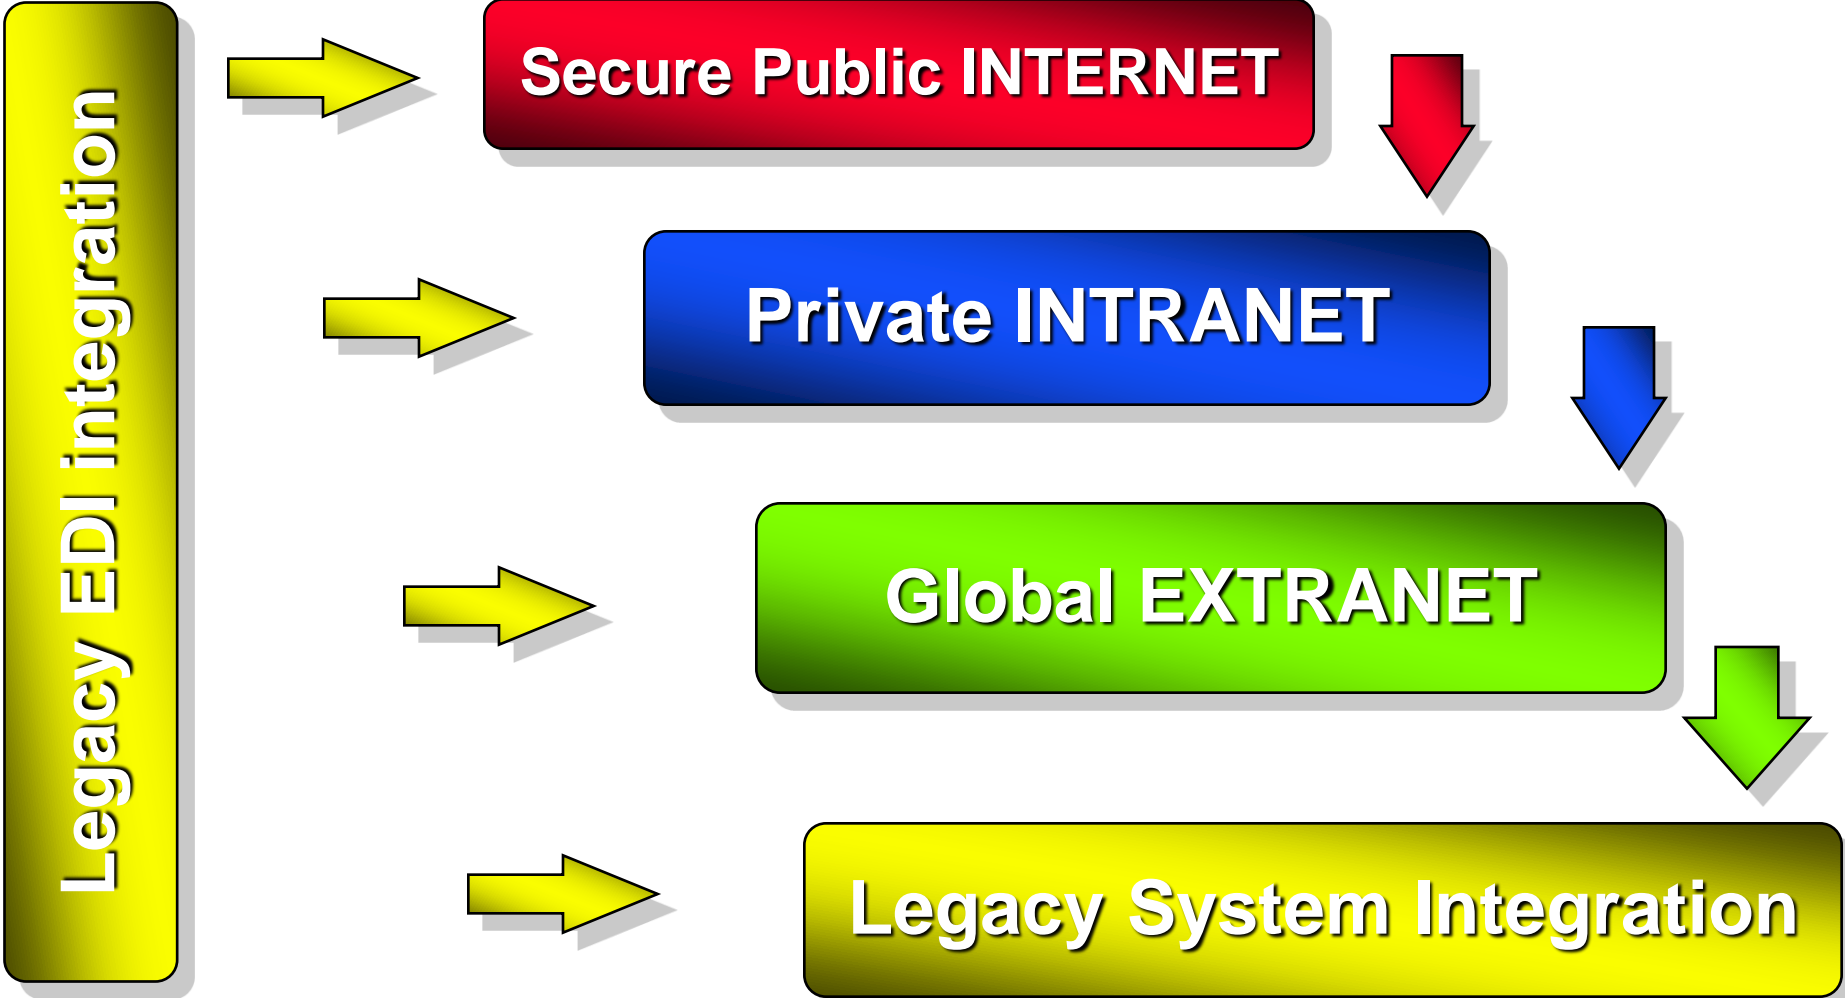 Legacy EDI integration
Secure Public INTERNET
Private INTRANET
Global EXTRANET
Legacy System Integration